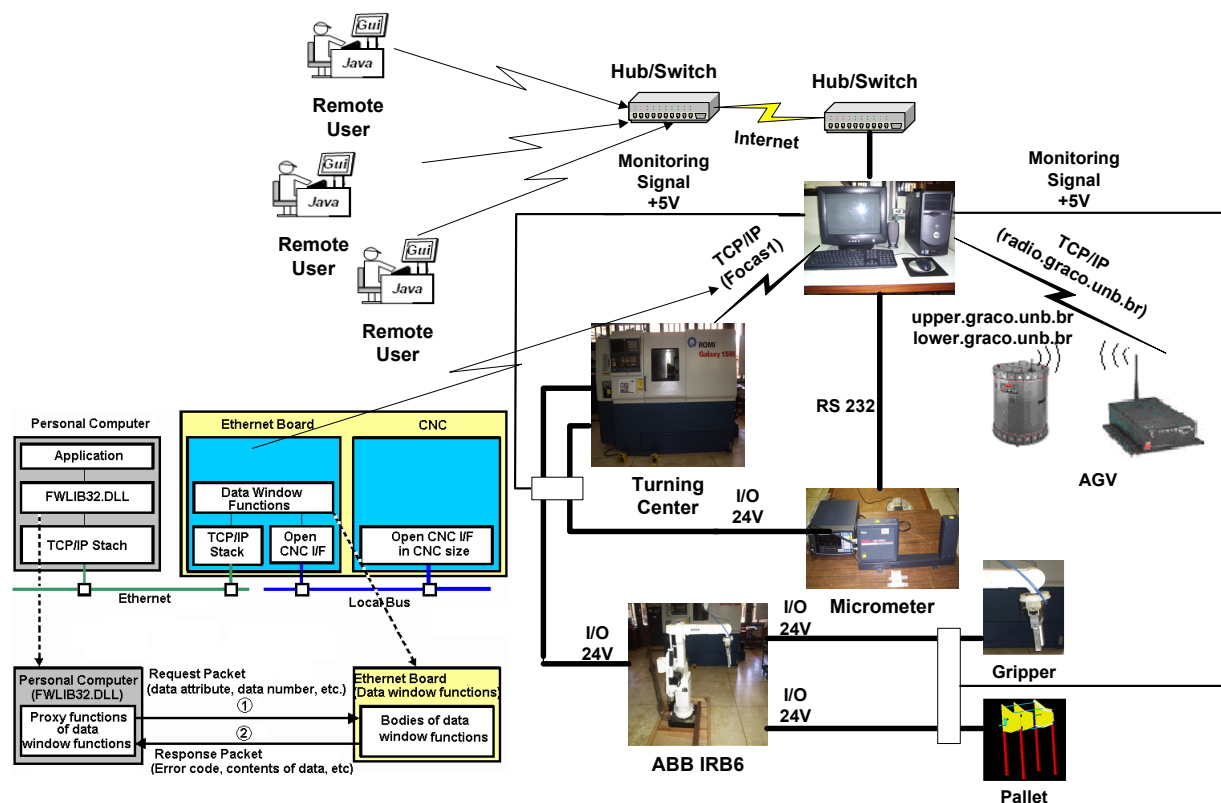 Gui
Java
Remote
User
Gui
Java
Remote
User
Gui
Java
Remote
User
Hub/Switch
Hub/Switch
Internet
Monitoring
Signal
+5V
Monitoring
Signal
+5V
TCP/IP
(Focas1)
TCP/IP
(radio.graco.unb.br)
upper.graco.unb.br
lower.graco.unb.br
ROMI
Galaxy 15M
RS 232
AGV
Turning
Center
I/O
24V
Micrometer
Personal Computer
Application
FWLIB32.DLL
TCP/IP Stach
Ethernet Board
CNC
Data Window
Functions
TCP/IP
Stack
Open
CNC I/F
Open CNC I/F
in CNC size
Ethernet
Local Bus
I/O
24V
I/O
24V
I/O
24V
Gripper
ABB IRB6
Pallet
Personal Computer
(FWLIB32.DLL)
Proxy functions
of data
window functions
Request Packet
(data attribute, data number, etc.)
①
②
Response Packet
(Error code, contents of data, etc)
Ethernet Board
(Data window functions)
Bodies of data
window functions